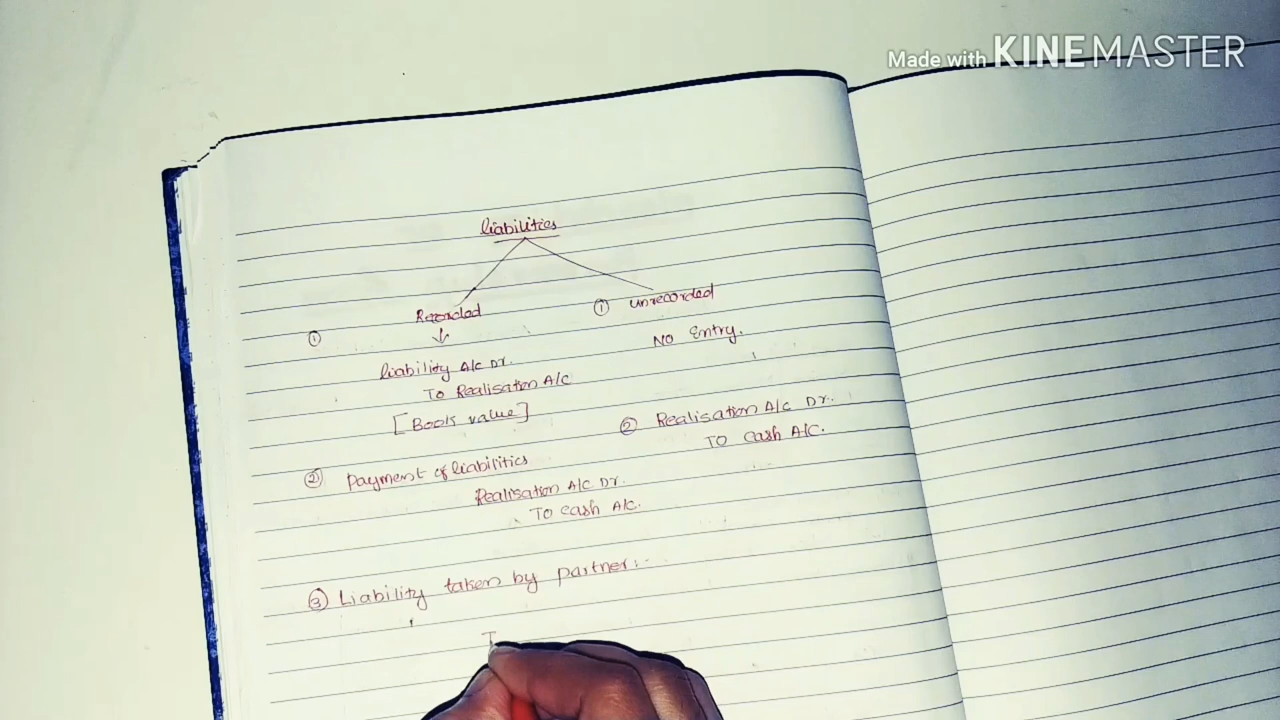 Made with KINEMASTER
Liabilities
Recorded
① unrecorded
①
NO Entry.
Liability A/c Dr.
To Realisation A/c
[Book value]
② Realisation A/c Dr.
TO cash A/C.
② Payment of liabilities
Realisation A/c Dr.
To cash A/c.
③ Liability taken by partner:-
T